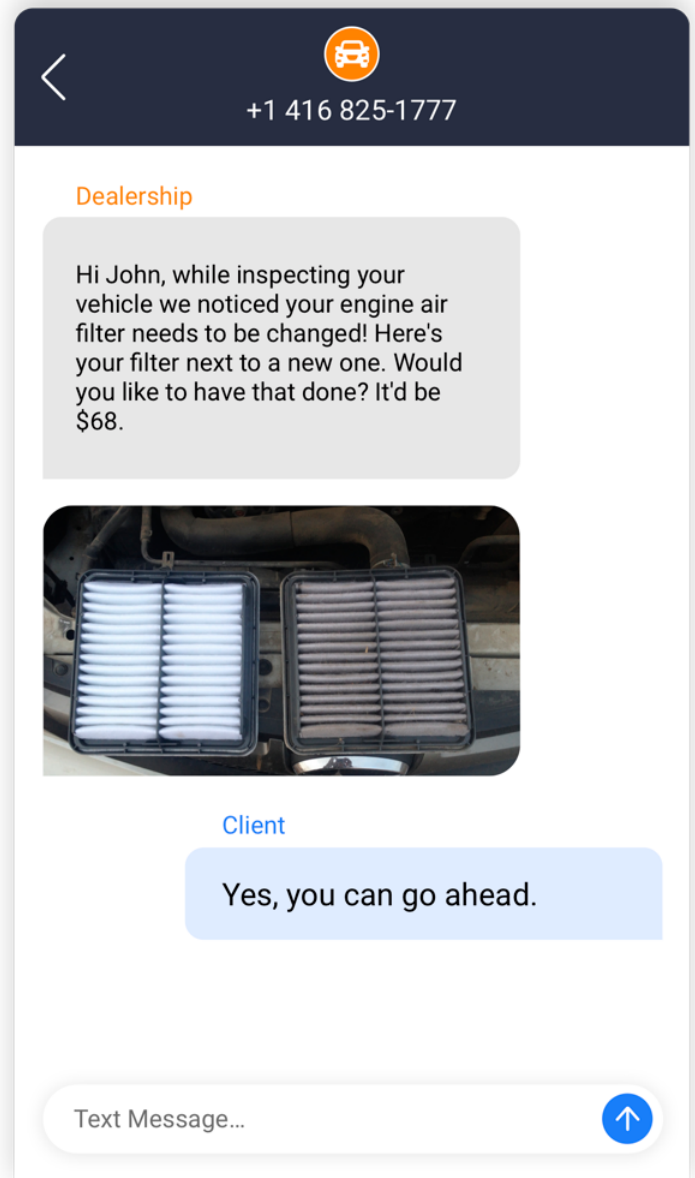 +1 416 825-1777
Dealership
Hi John, while inspecting your
vehicle we noticed your engine air
filter needs to be changed! Here's
your filter next to a new one. Would
you like to have that done? It'd be
$68.
Client
Yes, you can go ahead.
Text Message...